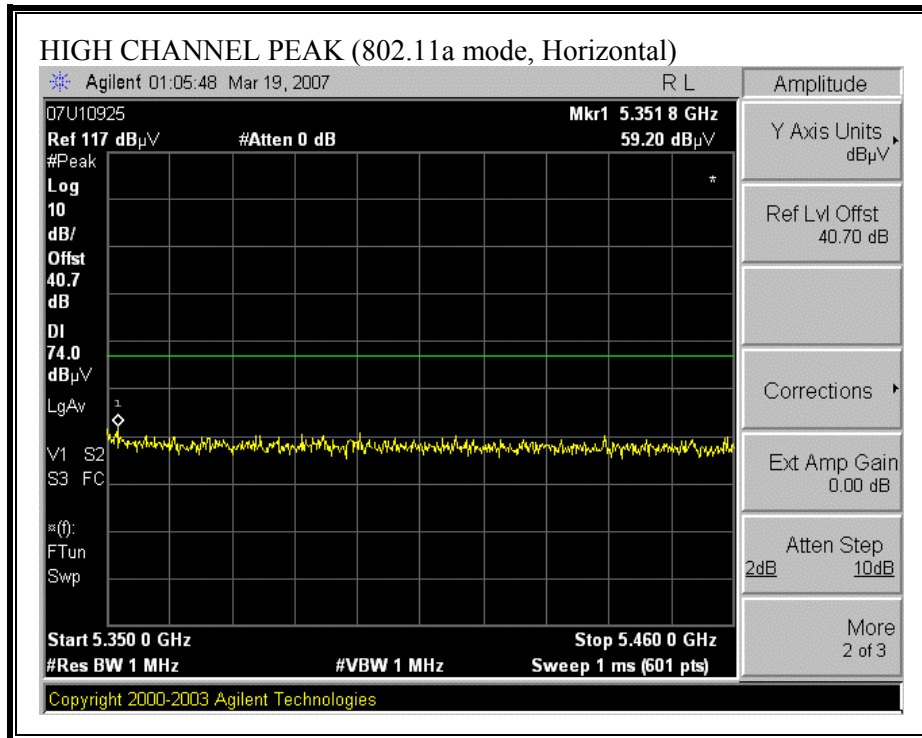 HIGH CHANNEL PEAK (802.11a mode, Horizontal)
Agilent 01:05:48 Mar 19, 2007 R L
07U10925 Mkr1 5.351 8 GHz
Ref 117 dBµV #Atten 0 dB 59.20 dBµV
#Peak
Log
10
dB/
Offst
40.7
dB
DI
74.0
dBµV
LgAv
1
V1 S2
S3 FC
¤(f):
FTun
Swp
*
Start 5.350 0 GHz Stop 5.460 0 GHz
#Res BW 1 MHz #VBW 1 MHz Sweep 1 ms (601 pts)
Copyright 2000-2003 Agilent Technologies
Amplitude
Y Axis Units
dBµV
Ref Lvl Offst
40.70 dB
Corrections
Ext Amp Gain
0.00 dB
Atten Step
2dB 10dB
More
2 of 3